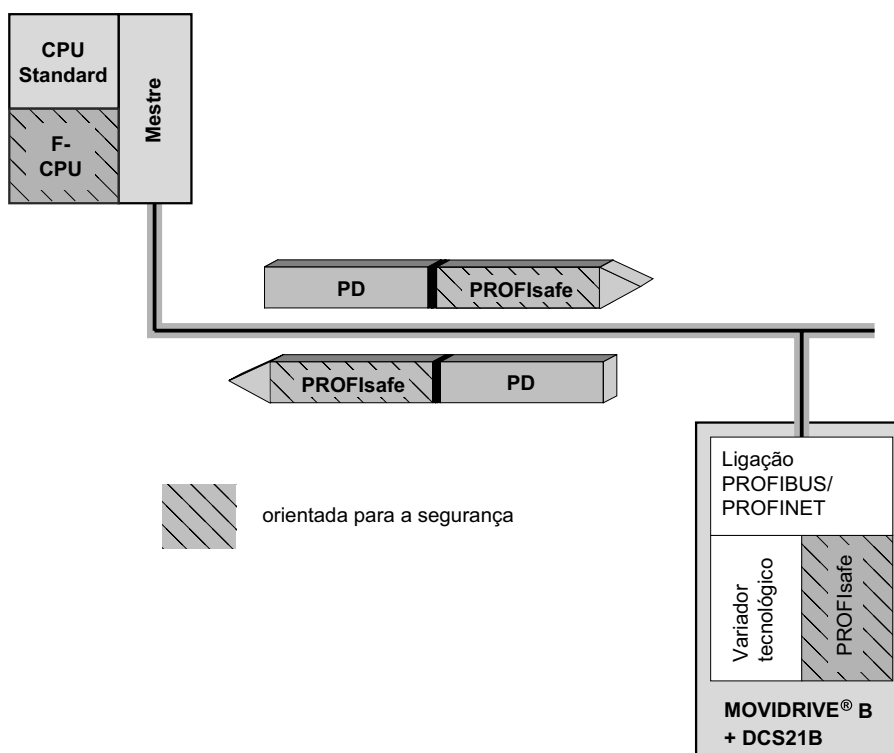 CPU
Standard
F-
CPU
Mestre
PD
PROFIsafe
PROFIsafe
PD
orientada para a segurança
Ligação
PROFIBUS/
PROFINET
Variador
tecnológico
PROFIsafe
MOVIDRIVE® B
+ DCS21B